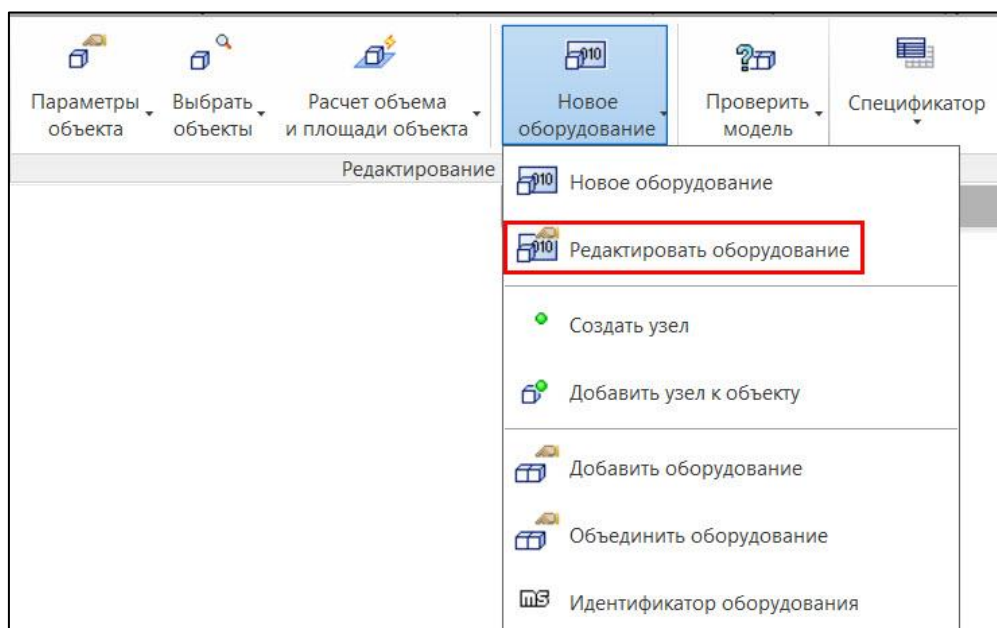 Параметры
объекта
Выбрать
объекты
Расчет объема
и площади объекта
Новое
оборудование
Проверить
модель
Спецификатор
Редактирование
Новое оборудование
Редактировать оборудование
Создать узел
Добавить узел к объекту
Добавить оборудование
Объединить оборудование
Идентификатор оборудования